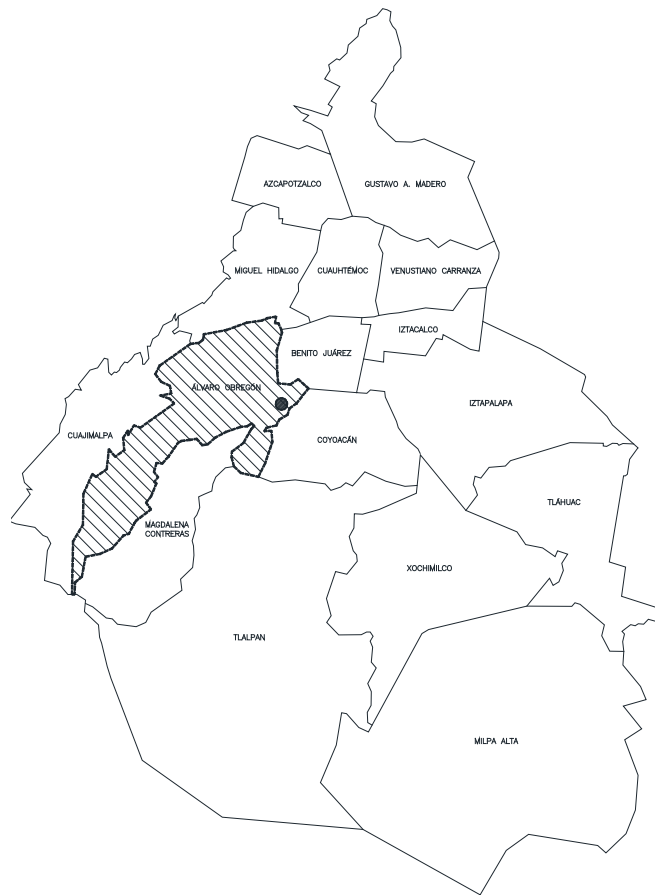 AZCAPOTZALCO
GUSTAVO A. MADERO
MIGUEL HIDALGO
CUAUHTÉMOC
VENUSTIANO CARRANZA
IZTACALCO
BENITO JUÁREZ
ÁLVARO OBREGÓN
IZTAPALAPA
CUAJIMALPA
COYOACÁN
TLÁHUAC
MAGDALENA
CONTRERAS
XOCHIMILCO
TLALPAN
MILPA ALTA